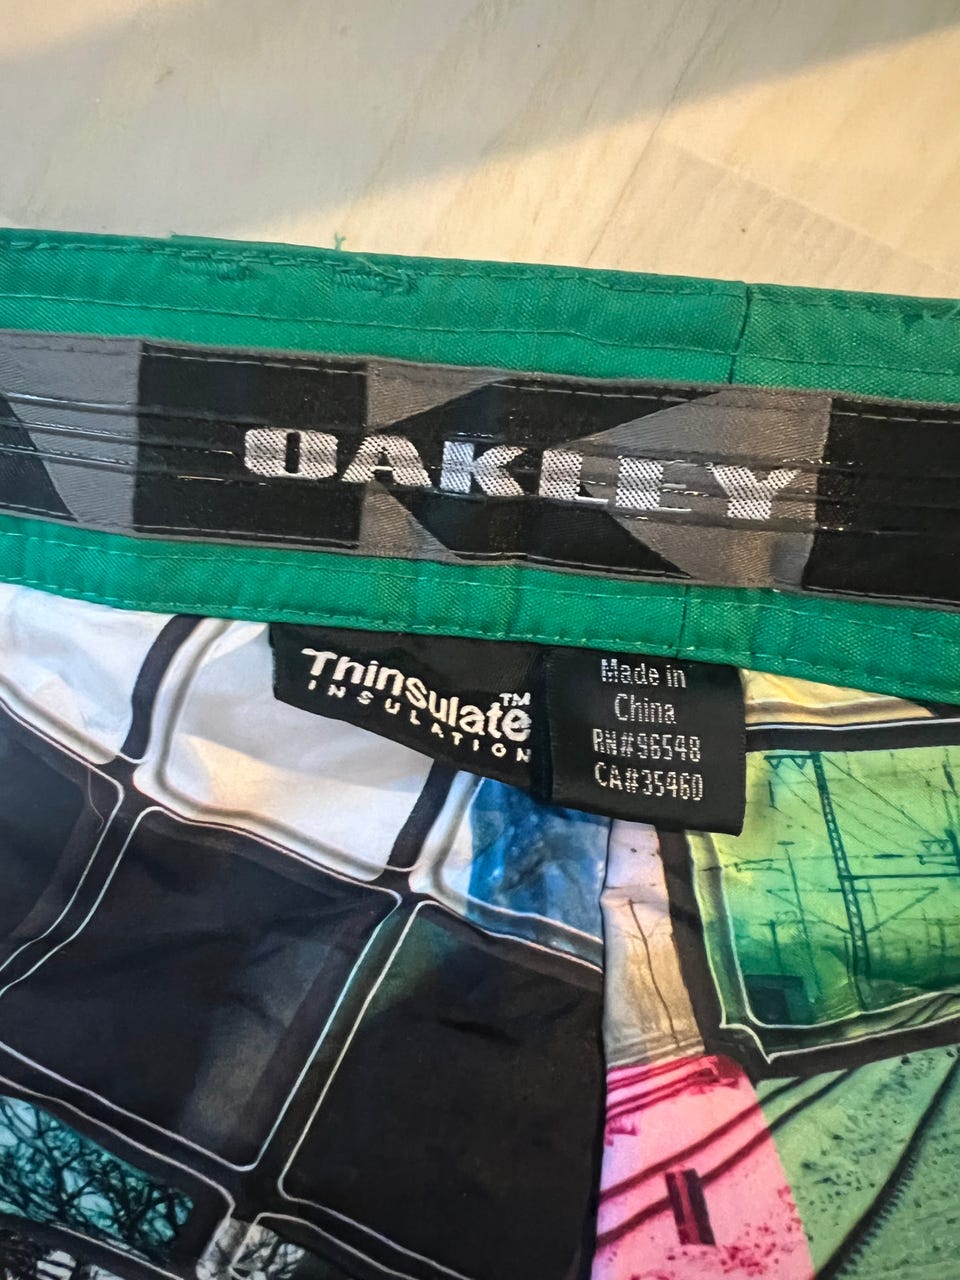 OAKLEY
Thinsulate™
INSULATION
Made in
China
RN#96548
CA#35460